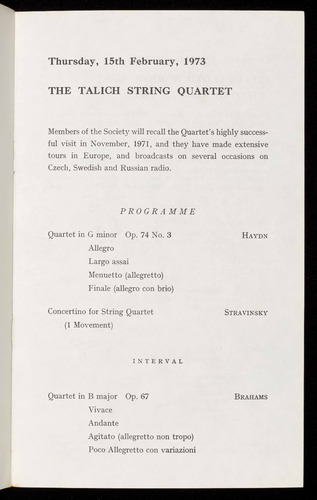 Thursday, 15th February, 1973
THE TALICH STRING QUARTET
Members of the Society will recall the Quartet's highly success-
ful visit in November, 1971, and they have made extensive
tours in Europe, and broadcasts on several occasions on
Czech, Swedish and Russian radio.
PROGRAMME
Quartet in G minor Op. 74 No. 3 HAYDN
Allegro
Largo assai
Menuetto (allegretto)
Finale (allegro con brio)
Concertino for String Quartet STRAVINSKY
(1 Movement)
INTERVAL
Quartet in B major Op. 67 BRAHAMS
Vivace
Andante
Agitato (allegretto non tropo)
Poco Allegretto con variazioni